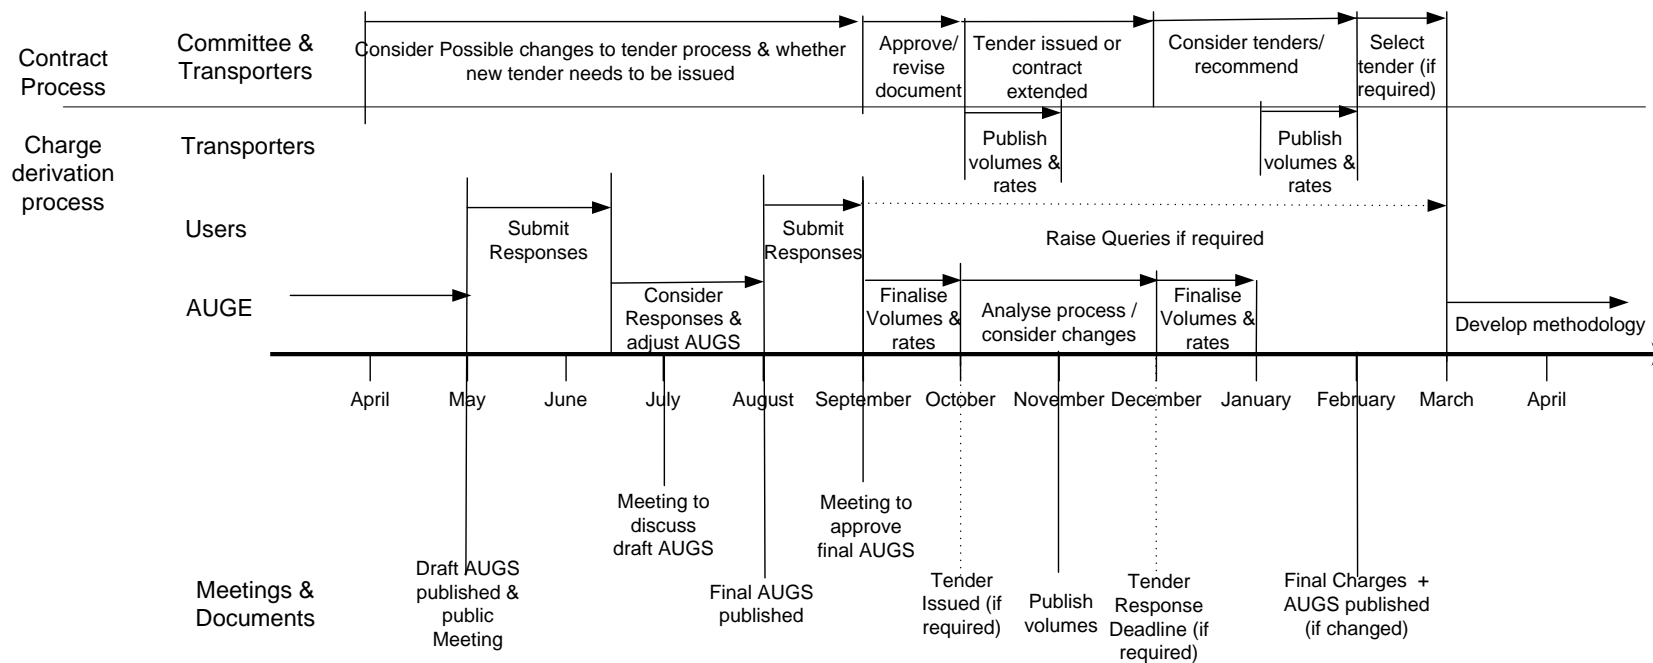 Contract
Process
Committee &
Transporters
Consider Possible changes to tender process & whether
new tender needs to be issued
Approve/
revise
document
Tender issued or
contract
extended
Consider tenders/
recommend
Select
tender (if
required)
Charge
derivation
process
Transporters
Publish
volumes &
rates
Publish
volumes &
rates
Users
Submit
Responses
Submit
Responses
Raise Queries if required
AUGE
Consider
Responses &
adjust AUGS
Finalise
Volumes &
rates
Analyse process /
consider changes
Finalise
Volumes &
rates
Develop methodology
April
May
June
July
August
September
October
November
December
January
February
March
April
Meetings &
Documents
Draft AUGS
published &
public
Meeting
Meeting to
discuss
draft AUGS
Final AUGS
published
Meeting to
approve
final AUGS
Tender
Issued (if
required)
Publish
volumes
Tender
Response
Deadline (if
required)
Final Charges +
AUGS published
(if changed)